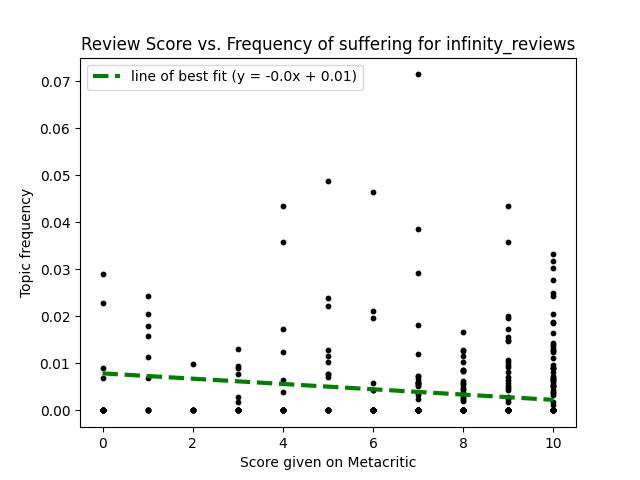 Review Score vs. Frequency of suffering for infinity_reviews
line of best fit (y = -0.0x + 0.01)
0.07
0.06
0.05
0.04
0.03
0.02
0.01
0.00
Topic frequency
0 2 4 6 8 10
Score given on Metacritic